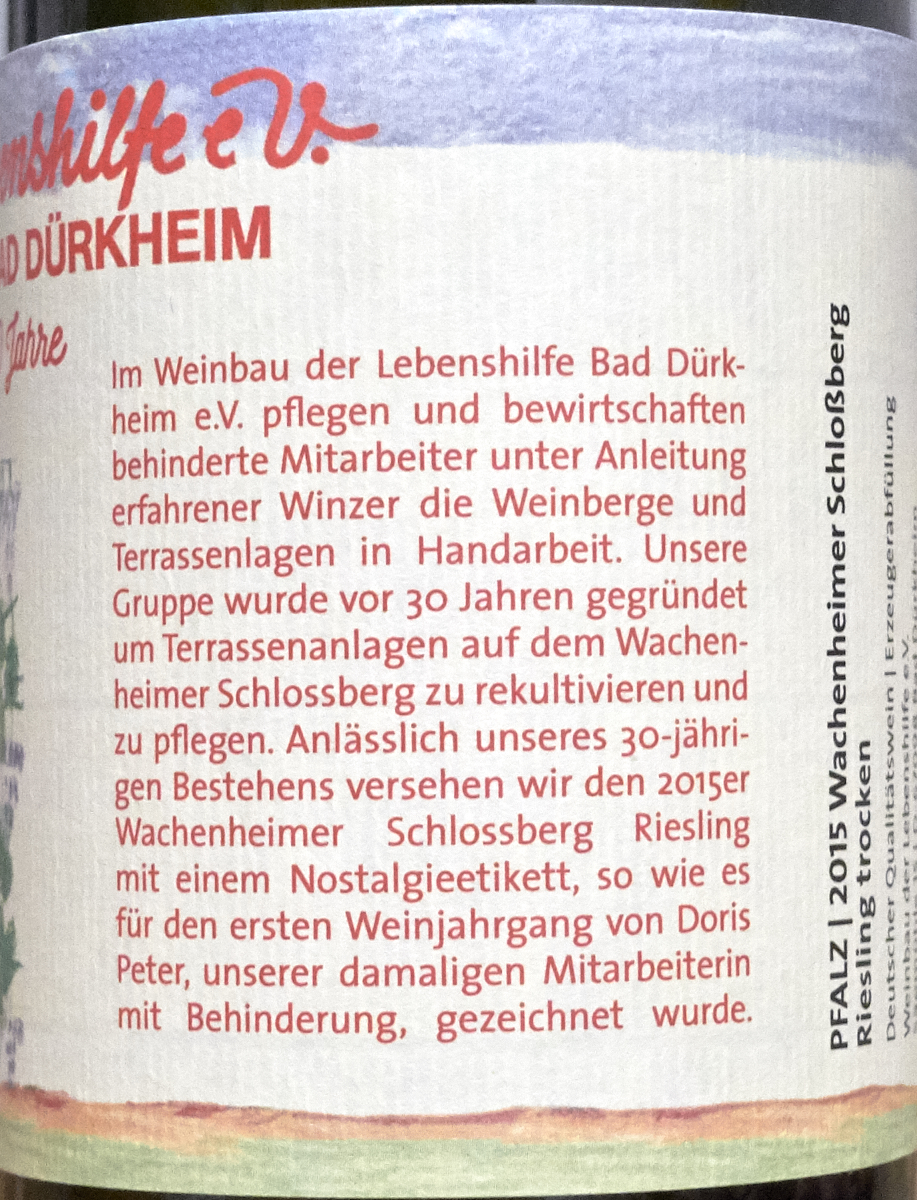 e.V.
BAD DÜRKHEIM
Jahre
Im Weinbau der Lebenshilfe Bad Dürk-
heim e.V. pflegen und bewirtschaften
behinderte Mitarbeiter unter Anleitung
erfahrener Winzer die Weinberge und
Terrassenlagen in Handarbeit. Unsere
Gruppe wurde vor 30 Jahren gegründet
um Terrassenanlagen auf dem Wachen-
heimer Schlossberg zu rekultivieren und
zu pflegen. Anlässlich unseres 30-jähri-
gen Bestehens versehen wir den 2015er
Wachenheimer Schlossberg Riesling
mit einem Nostalgieetikett, so wie es
für den ersten Weinjahrgang von Doris
Peter, unserer damaligen Mitarbeiterin
mit Behinderung, gezeichnet wurde.
PFALZ | 2015 Wachenheimer Schloßberg
Riesling trocken
Deutscher Qualitätswein | Erzeugerabfüllung
Weinbau der Lebenshilfe e.V.